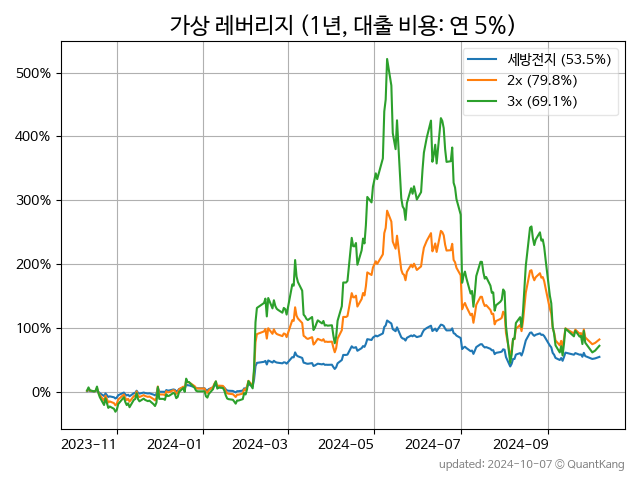 가상 레버리지 (1년, 대출 비용: 연 5%)
세방전지 (53.5%)
2x (79.8%)
3x (69.1%)
500%
400%
300%
200%
100%
0%
2023-11
2024-01
2024-03
2024-05
2024-07
2024-09
updated: 2024-10-07 © QuantKang